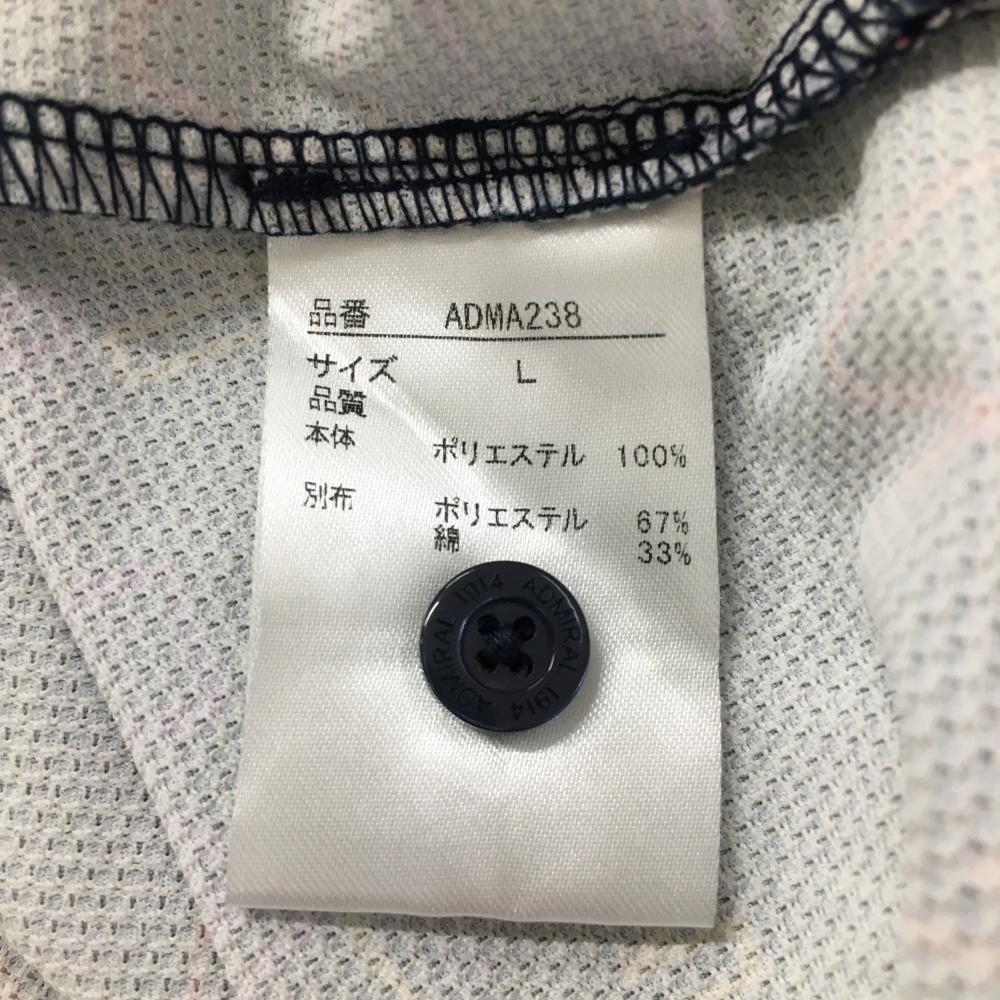 品番 ADMA238
サイズ L
品質
本体 ポリエステル 100%
別布 ポリエステル 67%
綿 33%
ADMIRAL 1914 ADMIRAL 1914